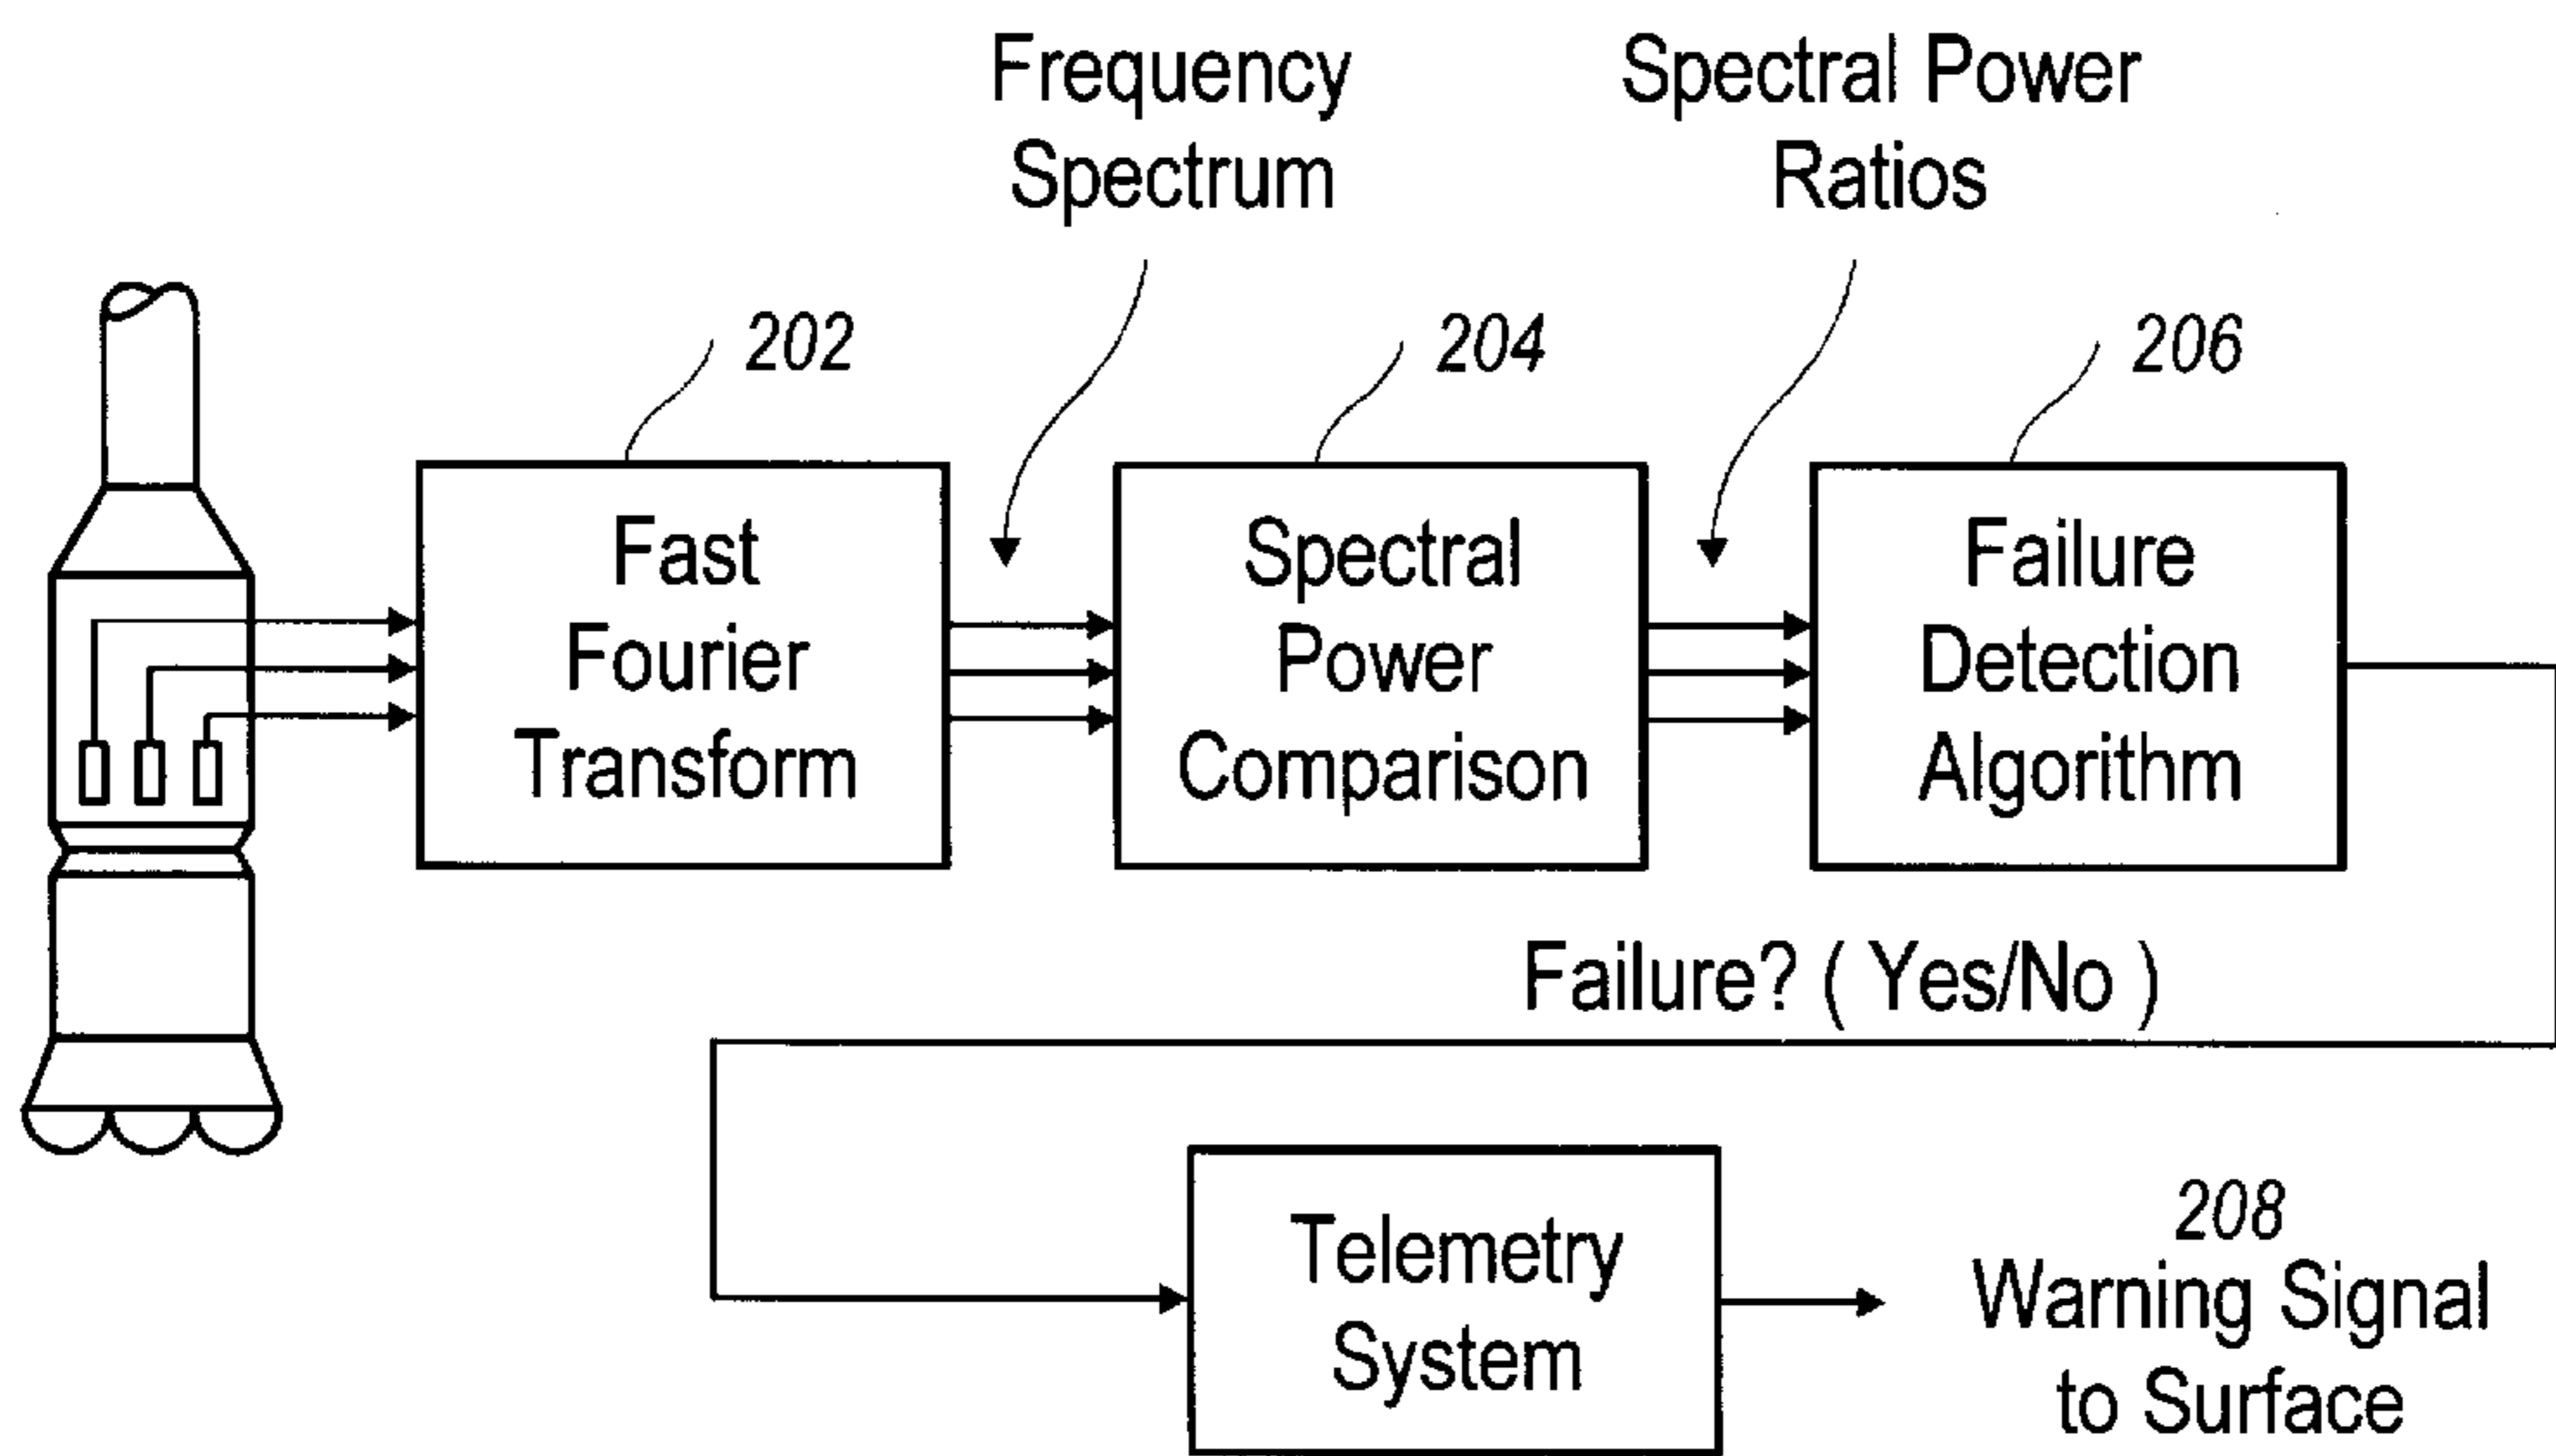 Frequency
Spectrum
Spectral Power
Ratios
202
204
206
Fast
Fourier
Transform
Spectral
Power
Comparison
Failure
Detection
Algorithm
Failure? ( Yes/No )
Telemetry
System
208
Warning Signal
to Surface